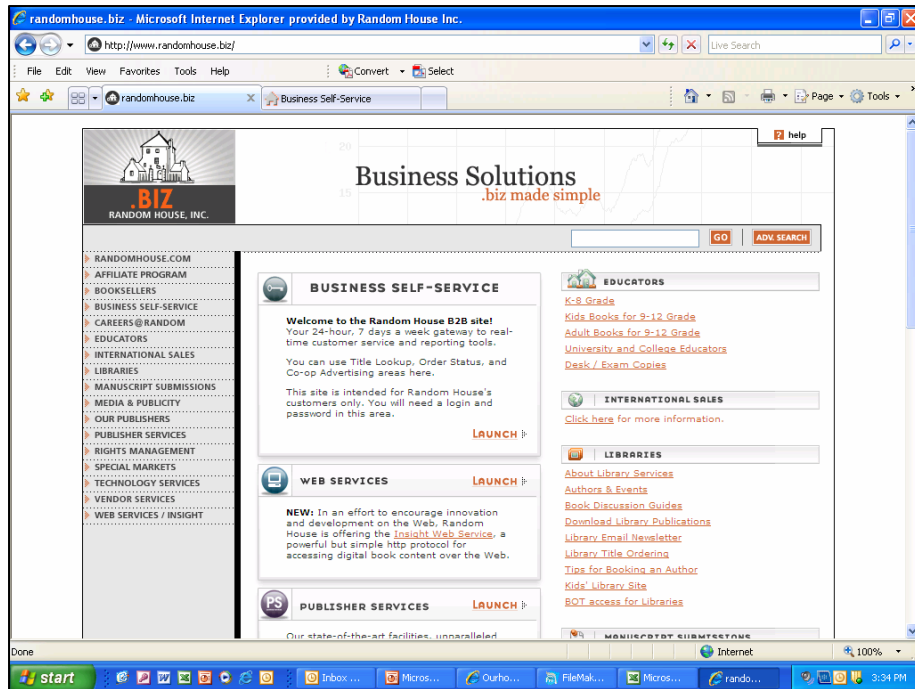 randomhouse.biz - Microsoft Internet Explorer provided by Random House Inc.
http://www.randomhouse.biz/
Live Search
File Edit View Favorites Tools Help
Convert Select
randomhouse.biz
Business Self-Service
Page Tools
help
20
15
Business Solutions
.biz made simple
.BIZ
RANDOM HOUSE, INC.
GO
ADV. SEARCH
RANDOMHOUSE.COM
AFFILIATE PROGRAM
BOOKSELLERS
BUSINESS SELF-SERVICE
CAREERS@RANDOM
EDUCATORS
INTERNATIONAL SALES
LIBRARIES
MANUSCRIPT SUBMISSIONS
MEDIA & PUBLICITY
OUR PUBLISHERS
PUBLISHER SERVICES
RIGHTS MANAGEMENT
SPECIAL MARKETS
TECHNOLOGY SERVICES
VENDOR SERVICES
WEB SERVICES / INSIGHT
BUSINESS SELF-SERVICE
Welcome to the Random House B2B site!
Your 24-hour, 7 days a week gateway to real-
time customer service and reporting tools.
You can use Title Lookup, Order Status, and
Co-op Advertising areas here.
This site is intended for Random House's
customers only. You will need a login and
password in this area.
LAUNCH
WEB SERVICES
LAUNCH
NEW: In an effort to encourage innovation
and development on the Web, Random
House is offering the Insight Web Service, a
powerful but simple http protocol for
accessing digital book content over the Web.
PS
PUBLISHER SERVICES
LAUNCH
Our state-of-the-art facilities, unparalleled
EDUCATORS
K-8 Grade
Kids Books for 9-12 Grade
Adult Books for 9-12 Grade
University and College Educators
Desk / Exam Copies
INTERNATIONAL SALES
Click here for more information.
LIBRARIES
About Library Services
Authors & Events
Book Discussion Guides
Download Library Publications
Library Email Newsletter
Library Title Ordering
Tips for Booking an Author
Kids' Library Site
BOT access for Libraries
MANUSCRIPT SUBMISSIONS
Done
Internet
100%
start
Inbox ...
Micros...
Ourho...
FileMak...
Micros...
rando...
3:34 PM